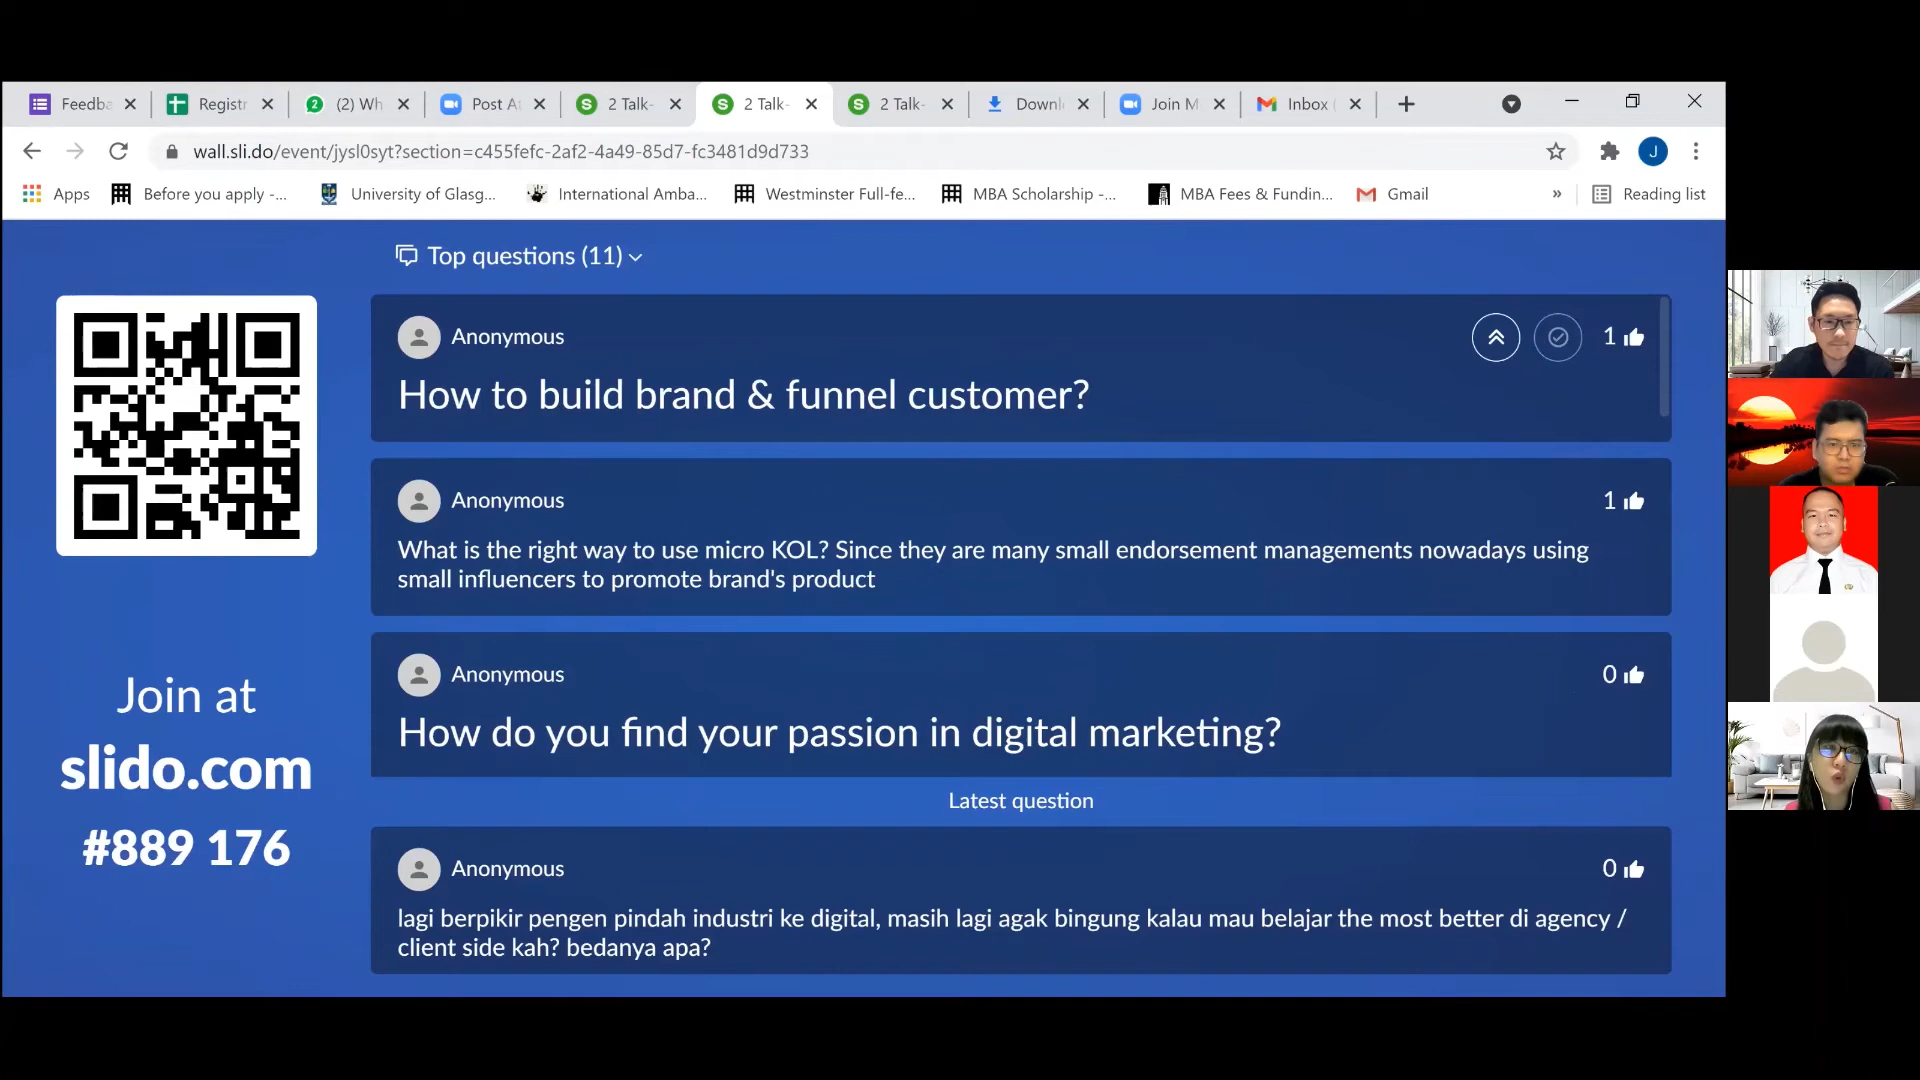 Feedba
Registr
(2) Wh
Post At
2 Talk-
2 Talk-
2 Talk-
Downl
Join M
Inbox (
wall.sli.do/event/jysl0syt?section=c455fefc-2af2-4a49-85d7-fc3481d9d733
J
Apps
Before you apply -...
University of Glasg...
International Amba...
Westminster Full-fe...
MBA Scholarship -...
MBA Fees & Fundin...
Gmail
»
Reading list
Top questions (11)
Anonymous
1
How to build brand & funnel customer?
Anonymous
1
What is the right way to use micro KOL? Since they are many small endorsement managements nowadays using
small influencers to promote brand's product
Anonymous
0
How do you find your passion in digital marketing?
Latest question
Anonymous
0
lagi berpikir pengen pindah industri ke digital, masih lagi agak bingung kalau mau belajar the most better di agency /
client side kah? bedanya apa?
Join at
slido.com
#889 176